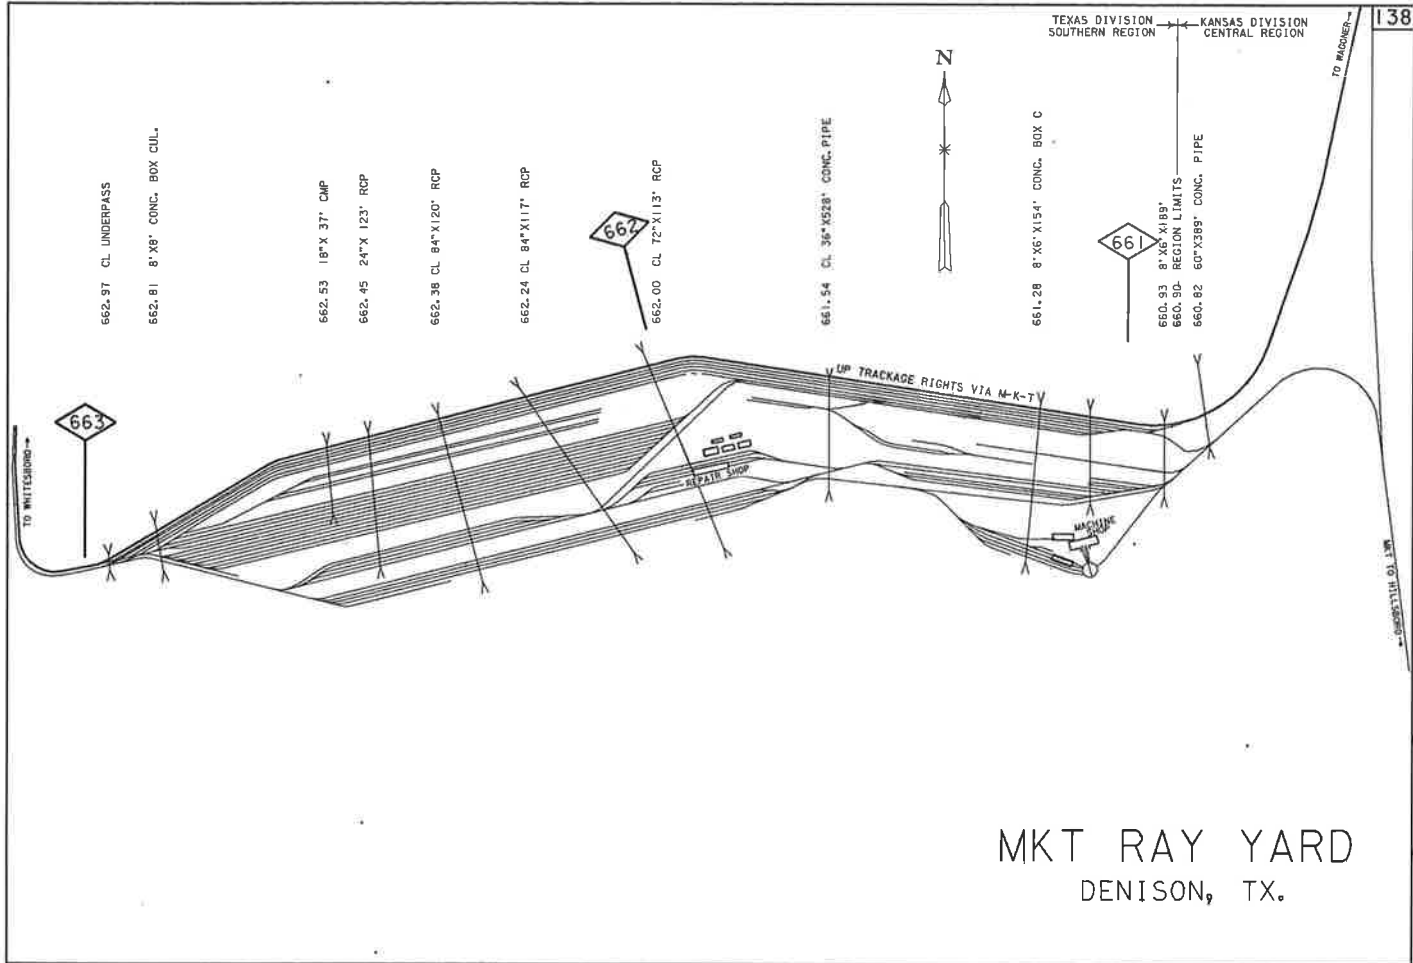 138
TEXAS DIVISION
SOUTHERN REGION
KANSAS DIVISION
CENTRAL REGION
TO WAGONER
N
662.97 CL UNDERPASS
662.81 8'X8' CONC. BOX CUL.
662.53 18"X 37' CMP
662.45 24"X 123' RCP
662.38 CL 84"X120' RCP
662.24 CL 84"X117' RCP
662
662.00 CL 72"X113' RCP
661.54 CL 36"X528' CONC. PIPE
661.28 8'X6'X154' CONC. BOX C
661
660.93 8'X6'X189'
660.90 REGION LIMITS
660.82 60"X389' CONC. PIPE
UP TRACKAGE RIGHTS VIA M-K-T
663
TO WHITESBORO
REPAIR SHOP
MACHINE
SHOP
MKT TO HILLSBORO
MKT RAY YARD
DENISON, TX.